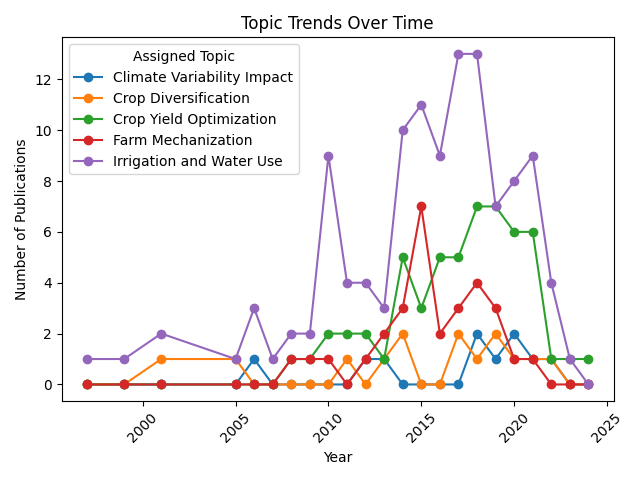 Topic Trends Over Time
Assigned Topic
Climate Variability Impact
Crop Diversification
Crop Yield Optimization
Farm Mechanization
Irrigation and Water Use
Number of Publications
12
10
8
6
4
2
0
2000
2005
2010
2015
2020
2025
Year